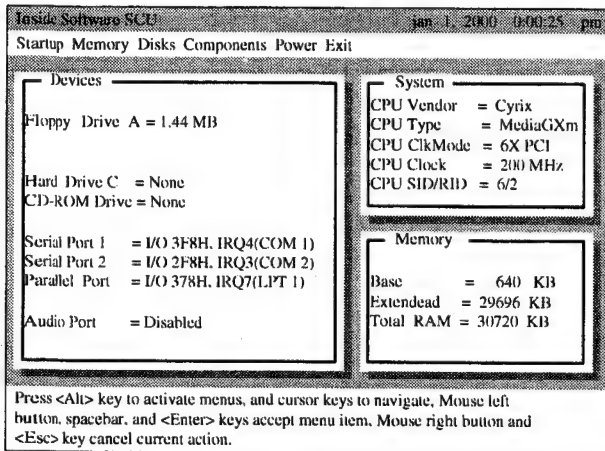 Inside Software SCU jan 1, 2000 0:00:25 pm
Startup Memory Disks Components Power Exit
Devices
Floppy Drive A = 1.44 MB
Hard Drive C = None
CD-ROM Drive = None
Serial Port 1 = I/O 3F8H, IRQ4(COM 1)
Serial Port 2 = I/O 2F8H, IRQ3(COM 2)
Parallel Port = I/O 378H, IRQ7(LPT 1)
Audio Port = Disabled
System
CPU Vendor = Cyrix
CPU Type = MediaGXm
CPU ClkMode = 6X PCI
CPU Clock = 200 MHz
CPU SID/RID = 6/2
Memory
Base = 640 KB
Extendead = 29696 KB
Total RAM = 30720 KB
Press <Alt> key to activate menus, and cursor keys to navigate, Mouse left
button, spacebar, and <Enter> keys accept menu item, Mouse right button and
<Esc> key cancel current action.